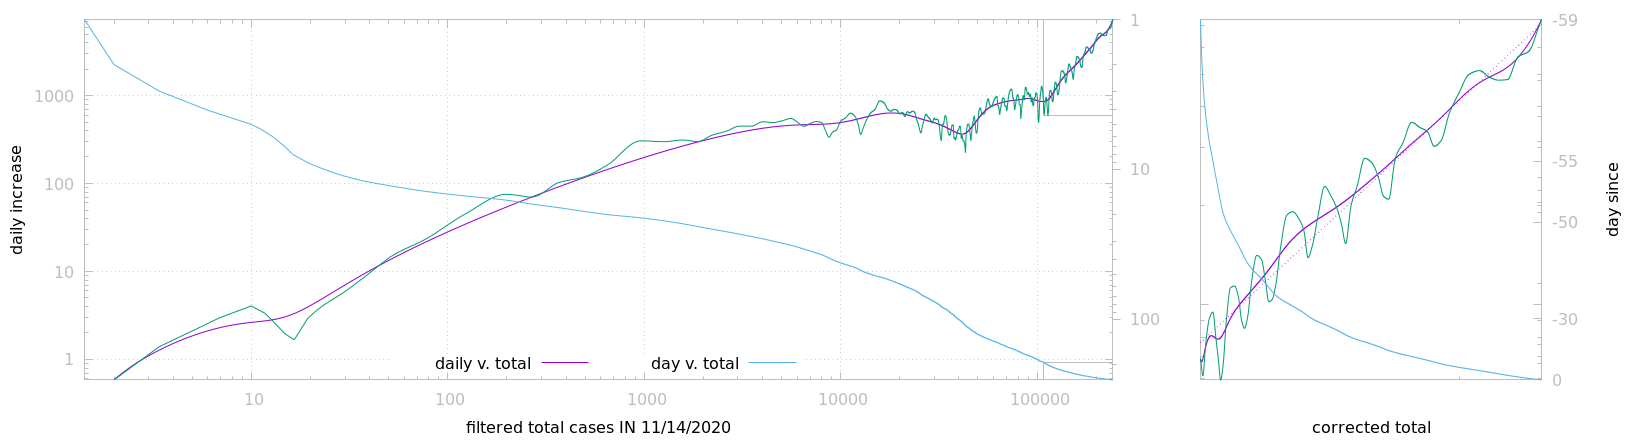 1000
100
10
1
daily increase
10
100
1000
10000
100000
filtered total cases IN 11/14/2020
daily v. total
day v. total
1
10
100
-59
-55
-50
-30
0
day since
corrected total